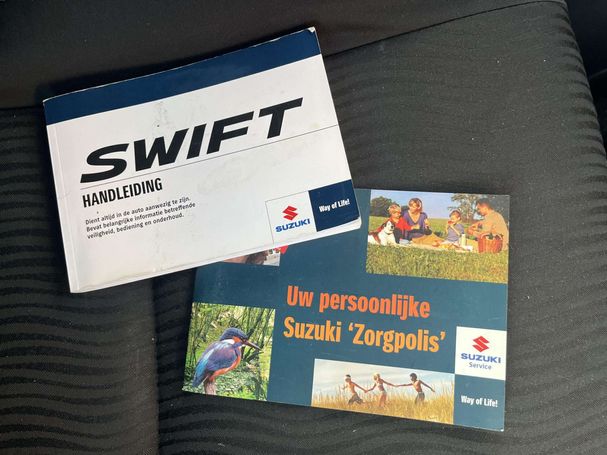 SWIFT
HANDLEIDING
Dient altijd in de auto aanwezig te zijn.
Bevat belangrijke informatie betreffende
veiligheid, bediening en onderhoud.
SUZUKI
Way of Life!
Uw persoonlijke
Suzuki 'Zorgpolis'
SUZUKI
Service
Way of Life!